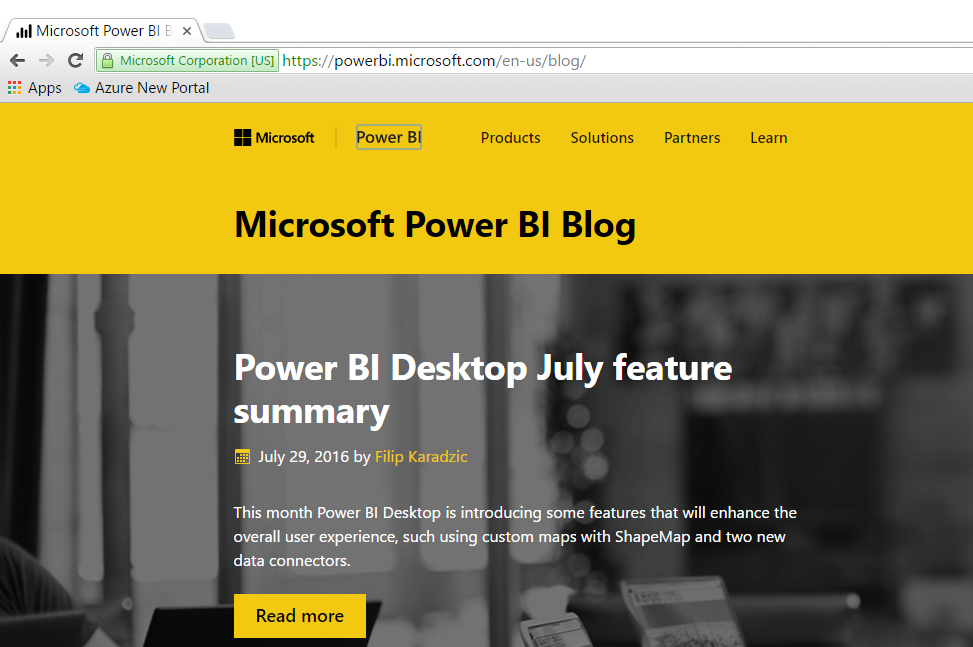 Microsoft Power BI B
Microsoft Corporation [US] https://powerbi.microsoft.com/en-us/blog/
Apps Azure New Portal
Microsoft Power BI Products Solutions Partners Learn
Microsoft Power BI Blog
Power BI Desktop July feature
summary
July 29, 2016 by Filip Karadzic
This month Power BI Desktop is introducing some features that will enhance the
overall user experience, such using custom maps with ShapeMap and two new
data connectors.
Read more